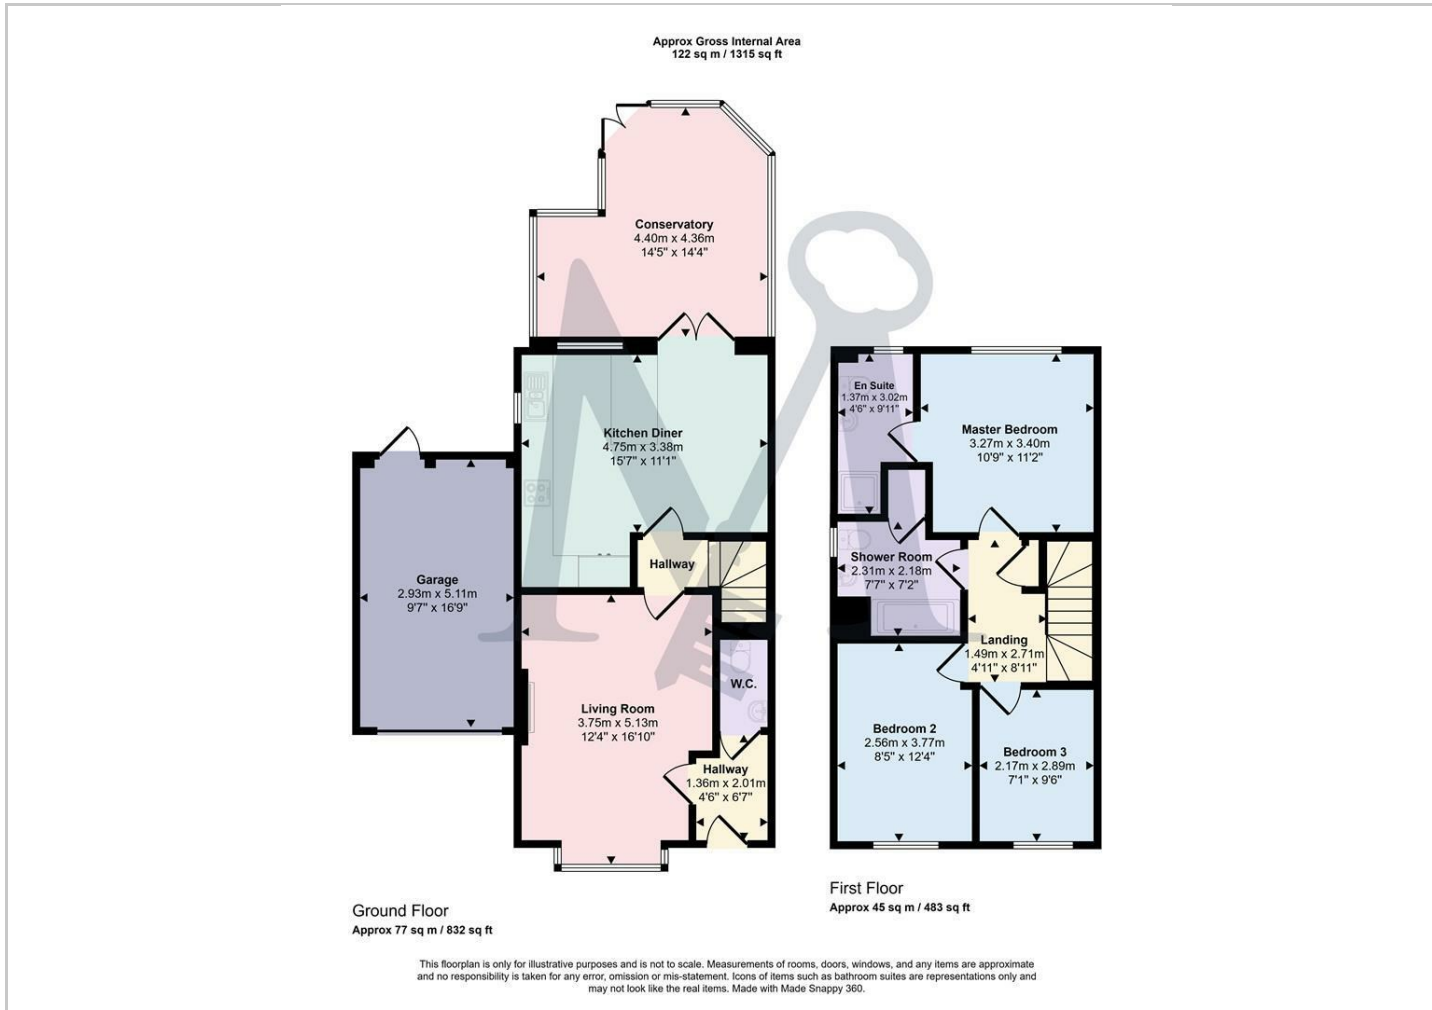 Approx Gross Internal Area
122 sq m / 1315 sq ft
Conservatory
4.40m x 4.36m
14'5" x 14'4"
Kitchen Diner
4.75m x 3.38m
15'7" x 11'1"
Hallway
Garage
2.93m x 5.11m
9'7" x 16'9"
W.C.
Living Room
3.75m x 5.13m
12'4" x 16'10"
Hallway
1.36m x 2.01m
4'6" x 6'7"
Ground Floor
Approx 77 sq m / 832 sq ft
En Suite
1.37m x 3.02m
4'6" x 9'11"
Master Bedroom
3.27m x 3.40m
10'9" x 11'2"
Shower Room
2.31m x 2.18m
7'7" x 7'2"
Landing
1.49m x 2.71m
4'11" x 8'11"
Bedroom 2
2.56m x 3.77m
8'5" x 12'4"
Bedroom 3
2.17m x 2.89m
7'1" x 9'6"
First Floor
Approx 45 sq m / 483 sq ft
This floorplan is only for illustrative purposes and is not to scale. Measurements of rooms, doors, windows, and any items are approximate
and no responsibility is taken for any error, omission or mis-statement. Icons of items such as bathroom suites are representations only and
may not look like the real items. Made with Made Snappy 360.